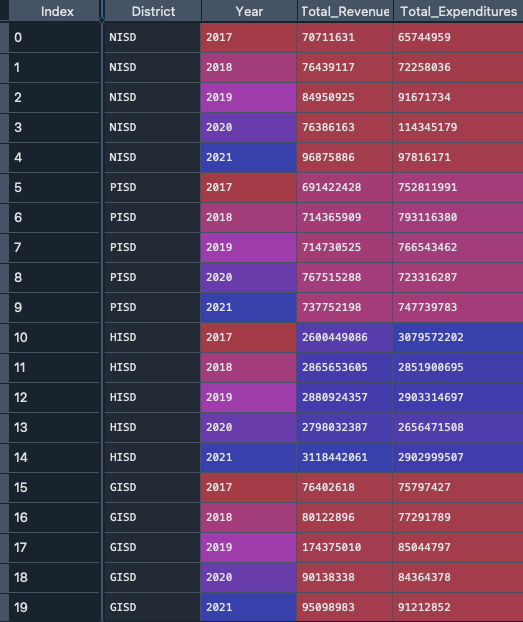 Index District Year Total_Revenue Total_Expenditures
0 NISD 2017 70711631 65744959
1 NISD 2018 76439117 72258036
2 NISD 2019 84950925 91671734
3 NISD 2020 76386163 114345179
4 NISD 2021 96875886 97816171
5 PISD 2017 691422428 752811991
6 PISD 2018 714365909 793116380
7 PISD 2019 714730525 766543462
8 PISD 2020 767515288 723316287
9 PISD 2021 737752198 747739783
10 HISD 2017 2600449086 3079572202
11 HISD 2018 2865653605 2851900695
12 HISD 2019 2880924357 2903314697
13 HISD 2020 2798032387 2656471508
14 HISD 2021 3118442061 2902999507
15 GISD 2017 76402618 75797427
16 GISD 2018 80122896 77291789
17 GISD 2019 174375010 85044797
18 GISD 2020 90138338 84364378
19 GISD 2021 95098983 91212852